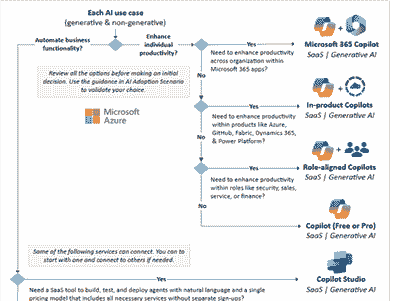 Each AI use case
(generative & non-generative)
Automate business
functionality?
Enhance
individual
productivity?
Yes
Need to enhance productivity
across organization within
Microsoft 365 apps?
Microsoft 365 Copilot
SaaS | Generative AI
Review all the options before making an initial
decision. Use the guidance in AI Adoption Scenario
to validate your choice.
No
Microsoft
Azure
Yes
Need to enhance productivity
within products like Azure,
GitHub, Fabric, Dynamics 365,
& Power Platform?
In-product Copilots
SaaS | Generative AI
No
Yes
Need to enhance productivity
within roles like security, sales,
service, or finance?
Role-aligned Copilots
SaaS | Generative AI
No
Copilot (Free or Pro)
SaaS | Generative AI
Some of the following services can connect. You can to
start with one and connect to others if needed.
Yes
Copilot Studio
SaaS | Generative AI
Need a SaaS tool to build, test, and deploy agents with natural language and a single
pricing model that includes all necessary services without separate sign-ups?